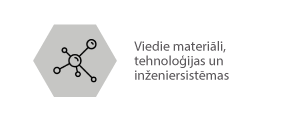 Viedie materiāli,
tehnoloģijas un
inženiersistēmas